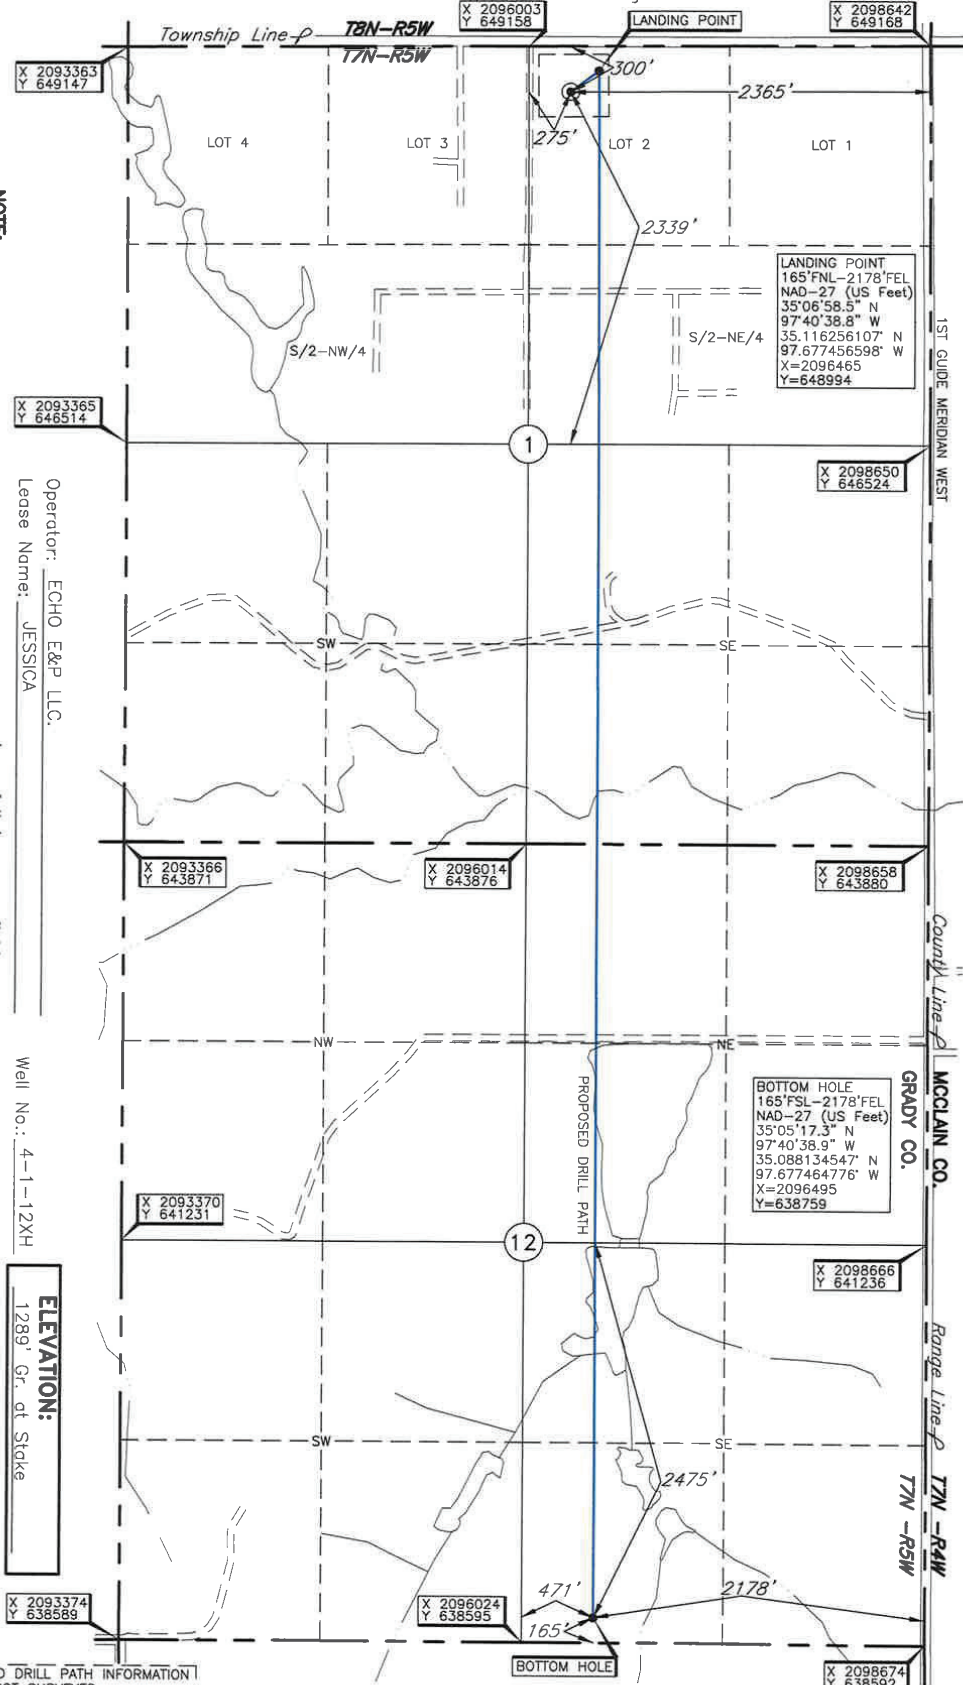 X 2096003
Y 649158
LANDING POINT
X 2098642
Y 649168
Township Line
T8N-R5W
T7N-R5W
X 2093363
Y 649147
300'
2365'
275'
LOT 4
LOT 3
LOT 2
LOT 1
NOTE:
2339'
LANDING POINT
165'FNL-2178'FEL
NAD-27 (US Feet)
35°06'58.5" N
97°40'38.8" W
35.116256107° N
97.677456598° W
X=2096465
Y=648994
S/2-NW/4
S/2-NE/4
1ST GUIDE MERIDIAN WEST
X 2093365
Y 646514
1
X 2098650
Y 646524
Operator: ECHO E&P LLC.
Lease Name: JESSICA
SW
SE
X 2093366
Y 643871
X 2096014
Y 643876
X 2098658
Y 643880
County Line
NW
NE
Well No.: 4-1-12XH
PROPOSED DRILL PATH
BOTTOM HOLE
165'FSL-2178'FEL
NAD-27 (US Feet)
35°05'17.3" N
97°40'38.9" W
35.088134547° N
97.677464776° W
X=2096495
Y=638759
GRADY CO.
MCCLAIN CO.
X 2093370
Y 641231
12
X 2098666
Y 641236
ELEVATION:
1289' Gr. at Stake
Range Line
SW
SE
T7N -R5W
T7N -R4W
2475'
471'
2178'
165'
X 2093374
Y 638589
X 2096024
Y 638595
BOTTOM HOLE
X 2098674
Y 638592
DRILL PATH INFORMATION